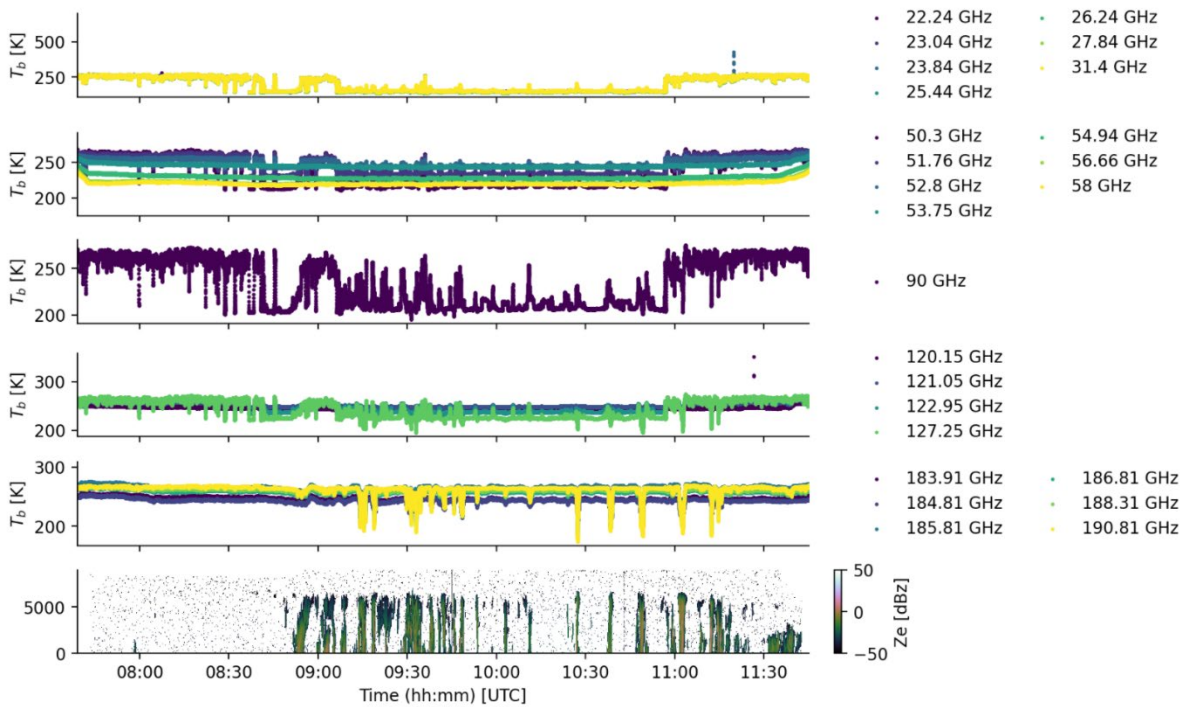 500
250
T_b [K]
22.24 GHz
23.04 GHz
23.84 GHz
25.44 GHz
26.24 GHz
27.84 GHz
31.4 GHz
250
200
T_b [K]
50.3 GHz
51.76 GHz
52.8 GHz
53.75 GHz
54.94 GHz
56.66 GHz
58 GHz
250
200
T_b [K]
90 GHz
300
200
T_b [K]
120.15 GHz
121.05 GHz
122.95 GHz
127.25 GHz
300
200
T_b [K]
183.91 GHz
184.81 GHz
185.81 GHz
186.81 GHz
188.31 GHz
190.81 GHz
5000
0
50
0
−50
Ze [dBz]
08:00 08:30 09:00 09:30 10:00 10:30 11:00 11:30
Time (hh:mm) [UTC]